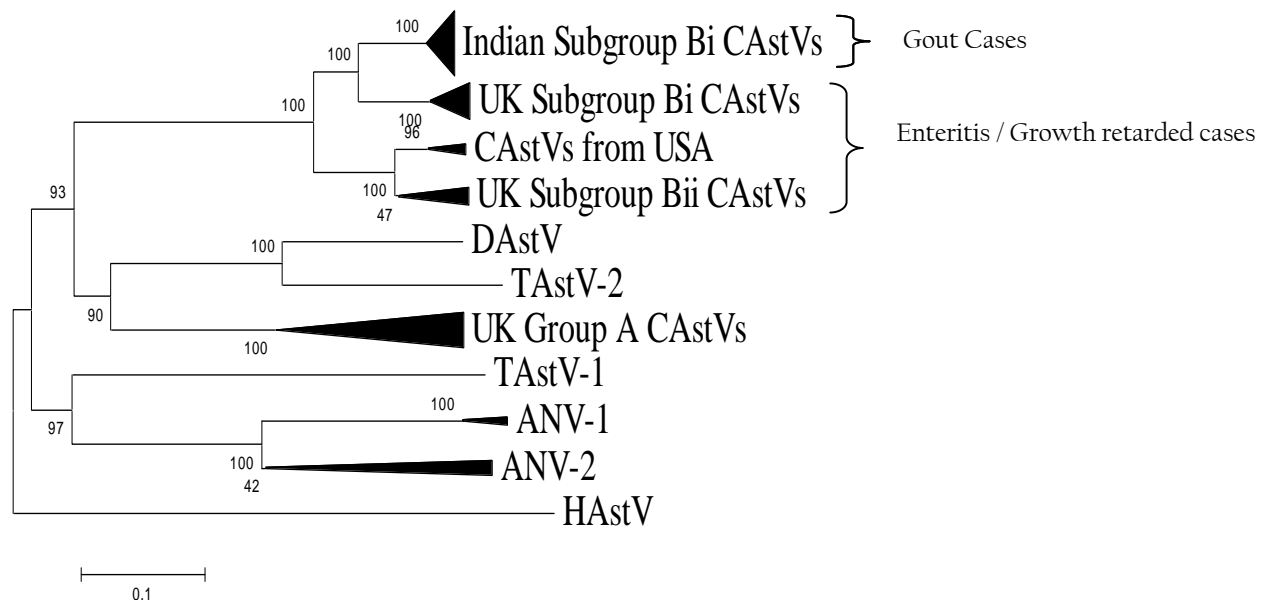 100
Indian Subgroup Bi CAstVs
Gout Cases
100
UK Subgroup Bi CAstVs
100
100
96
Enteritis / Growth retarded cases
CAstVs from USA
100
UK Subgroup Bii CAstVs
47
93
DAstV
100
TAstV-2
90
UK Group A CAstVs
100
TAstV-1
100
ANV-1
97
100
ANV-2
42
HAstV
0.1